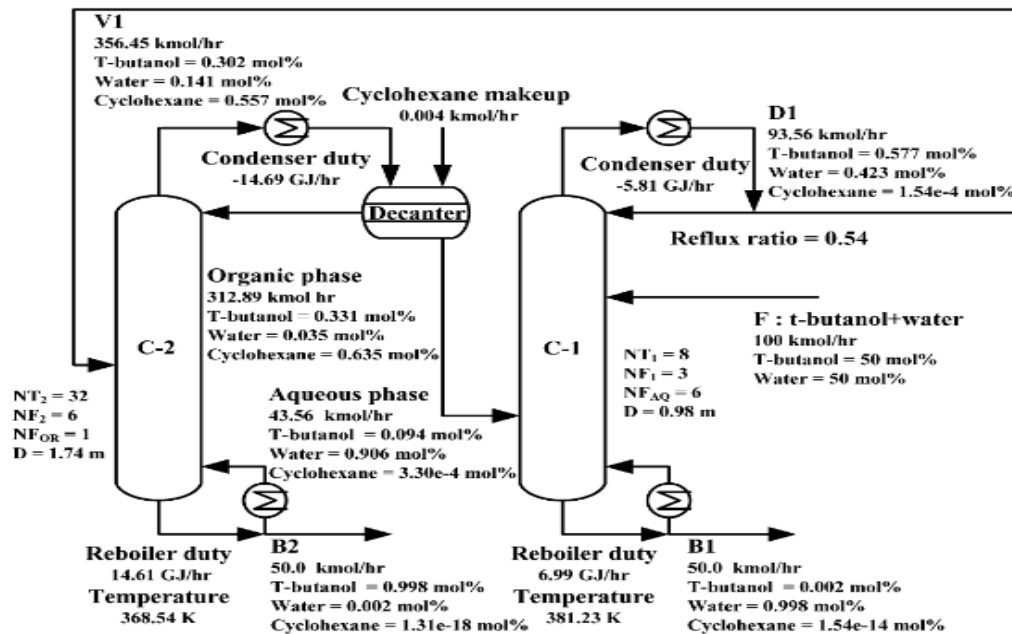 V1
356.45 kmol/hr
T-butanol = 0.302 mol%
Water = 0.141 mol%
Cyclohexane = 0.557 mol%
Cyclohexane makeup
0.004 kmol/hr
D1
93.56 kmol/hr
T-butanol = 0.577 mol%
Water = 0.423 mol%
Cyclohexane = 1.54e-4 mol%
Condenser duty
-14.69 GJ/hr
Condenser duty
-5.81 GJ/hr
Decanter
Reflux ratio = 0.54
Organic phase
312.89 kmol hr
T-butanol = 0.331 mol%
Water = 0.035 mol%
Cyclohexane = 0.635 mol%
F : t-butanol+water
100 kmol/hr
T-butanol = 50 mol%
Water = 50 mol%
C-2
C-1
NT₁ = 8
NF₁ = 3
NF_AQ = 6
D = 0.98 m
NT₂ = 32
NF₂ = 6
NF_OR = 1
D = 1.74 m
Aqueous phase
43.56 kmol/hr
T-butanol = 0.094 mol%
Water = 0.906 mol%
Cyclohexane = 3.30e-4 mol%
Reboiler duty
14.61 GJ/hr
Temperature
368.54 K
B2
50.0 kmol/hr
T-butanol = 0.998 mol%
Water = 0.002 mol%
Cyclohexane = 1.31e-18 mol%
Reboiler duty
6.99 GJ/hr
Temperature
381.23 K
B1
50.0 kmol/hr
T-butanol = 0.002 mol%
Water = 0.998 mol%
Cyclohexane = 1.54e-14 mol%